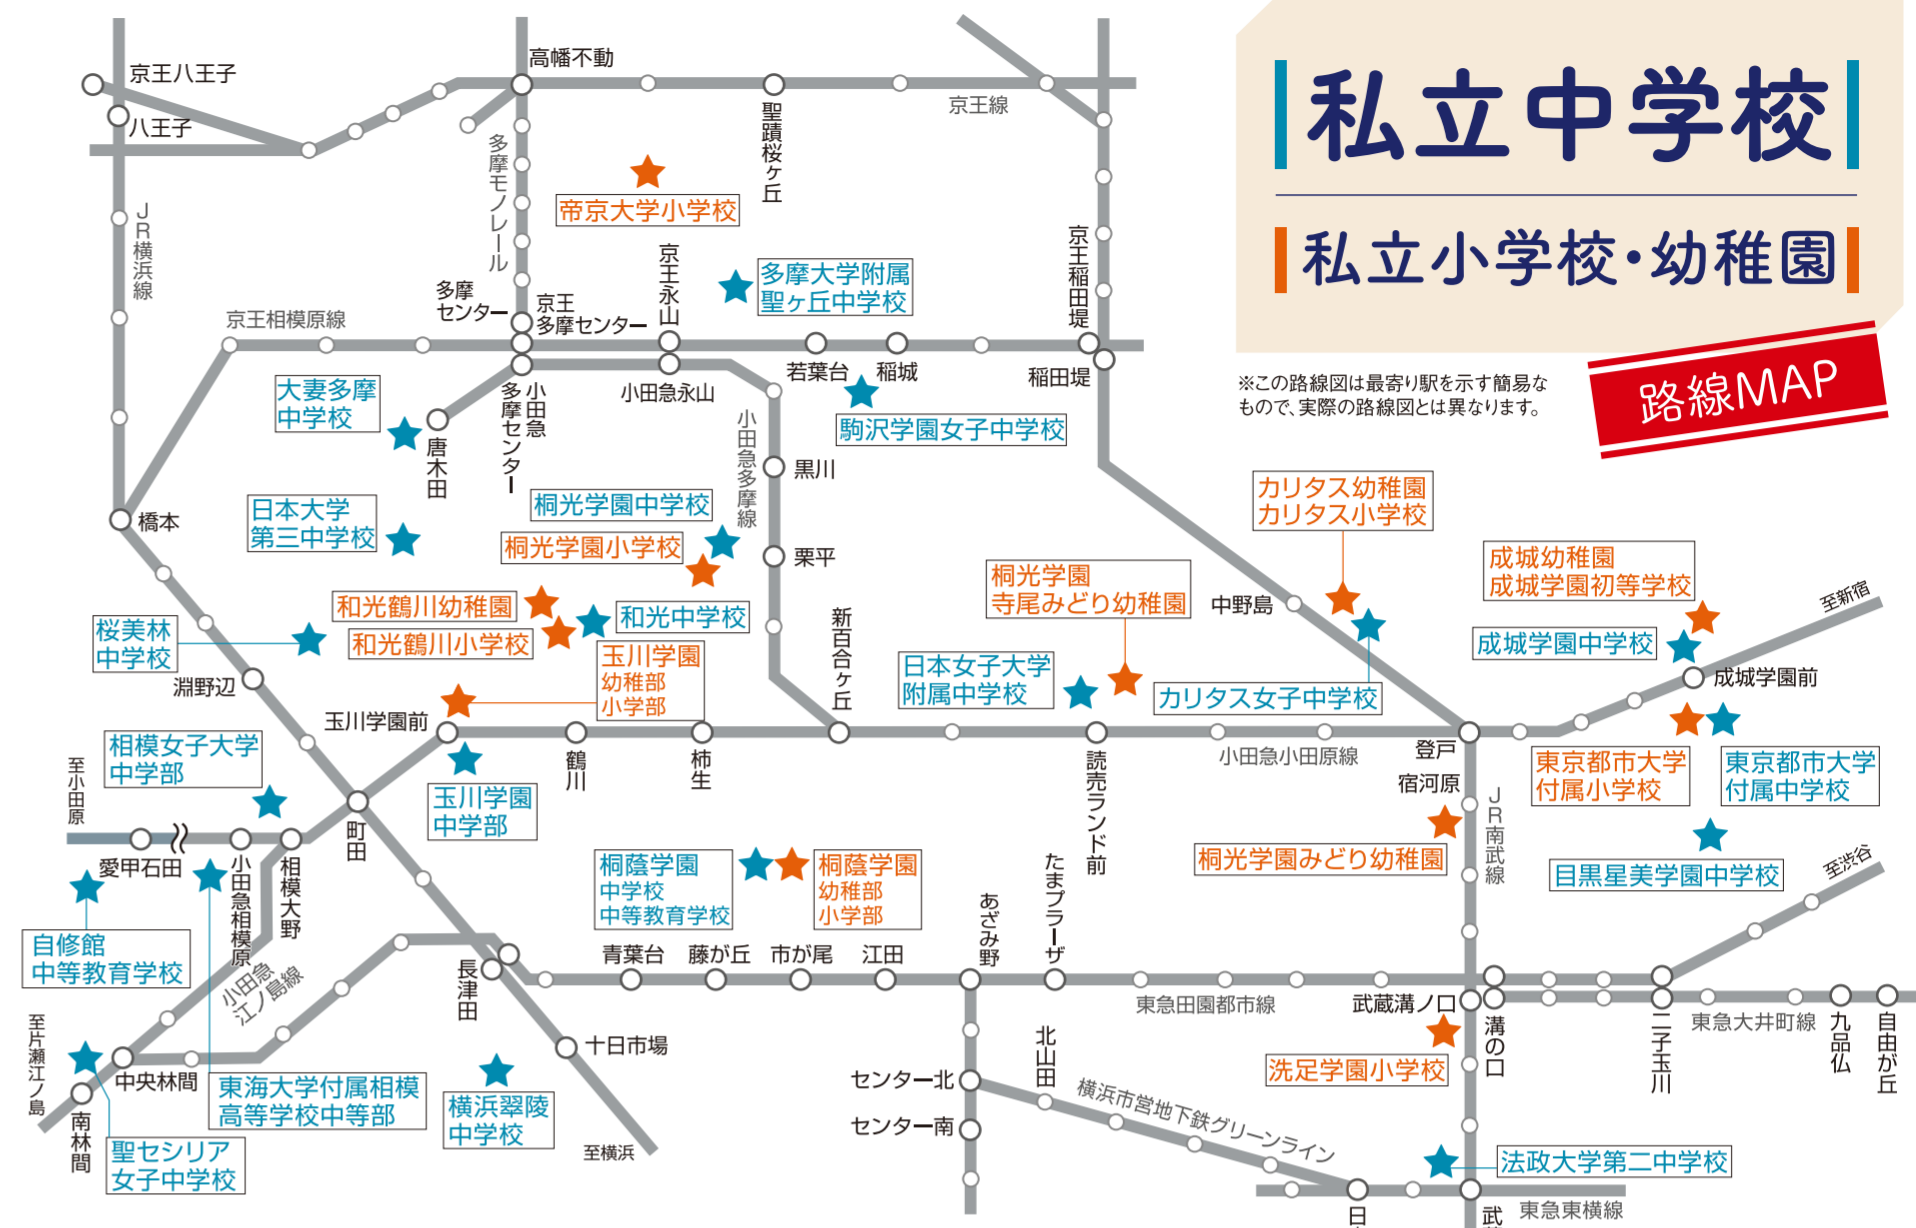 私立中学校
私立小学校・幼稚園
路線MAP
※この路線図は最寄り駅を示す簡易な
もので、実際の路線図とは異なります。
京王八王子
八王子
高幡不動
聖蹟桜ヶ丘
京王線
JR横浜線
多摩モノレール
帝京大学小学校
京王永山
多摩大学附属
聖ヶ丘中学校
京王稲田堤
京王相模原線
多摩
センター
京王
多摩センター
若葉台
稲城
稲田堤
大妻多摩
中学校
唐木田
小田急
多摩センター
小田急永山
小田急多摩線
駒沢学園女子中学校
黒川
橋本
日本大学
第三中学校
桐光学園中学校
桐光学園小学校
栗平
カリタス幼稚園
カリタス小学校
成城幼稚園
成城学園初等学校
至新宿
桐光学園
寺尾みどり幼稚園
中野島
和光鶴川幼稚園
和光鶴川小学校
和光中学校
桜美林
中学校
淵野辺
玉川学園
幼稚部
小学部
新百合ヶ丘
日本女子大学
附属中学校
カリタス女子中学校
成城学園中学校
成城学園前
玉川学園前
鶴川
柿生
読売ランド前
小田急小田原線
登戸
宿河原
東京都市大学
付属小学校
東京都市大学
付属中学校
相模女子大学
中学部
玉川学園
中学部
至小田原
愛甲石田
小田急相模原
相模大野
町田
JR南武線
桐光学園みどり幼稚園
目黒星美学園中学校
至渋谷
桐蔭学園
中学校
中等教育学校
桐蔭学園
幼稚部
小学部
たまプラーザ
あざみ野
自修館
中等教育学校
小田急
江ノ島線
長津田
青葉台
藤が丘
市が尾
江田
東急田園都市線
武蔵溝ノ口
溝の口
二子玉川
東急大井町線
九品仏
自由が丘
至片瀬江ノ島
中央林間
南林間
東海大学付属相模
高等学校中等部
聖セシリア
女子中学校
横浜翠陵
中学校
十日市場
至横浜
センター北
センター南
北山田
横浜市営地下鉄グリーンライン
洗足学園小学校
法政大学第二中学校
東急東横線
日
武